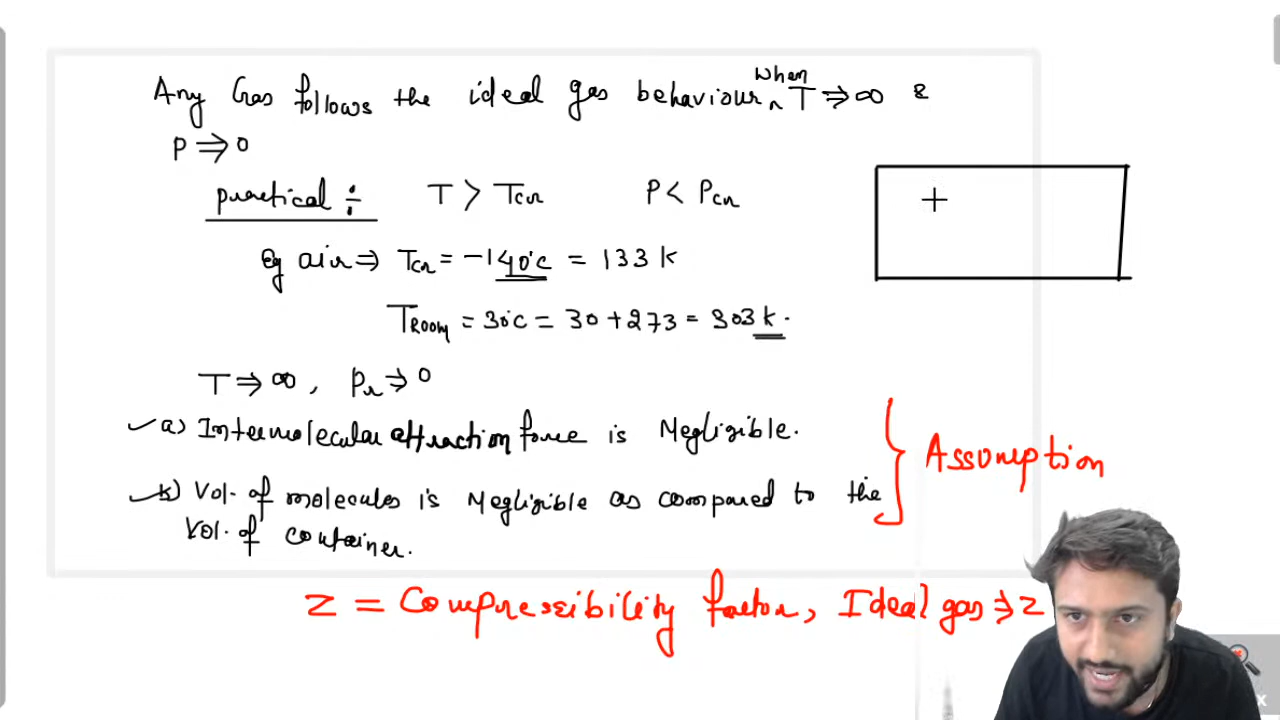 Any Gas follows the ideal gas behaviour, when T ⇒ ∞ &
P ⇒ 0
practical ÷ T > Tcr P < Pcr
Eg air ⇒ Tcr = -140°C = 133 K
TRoom = 30°C = 30 + 273 = 303 K.
T ⇒ ∞, Pr ⇒ 0
✓ a) Intermolecular attraction force is Negligible.
✓ b) Vol. of molecules is Negligible as compared to the
Vol. of container.
} Assumption
+
Z = Compressibility factor, Ideal gas ⇒ Z
x